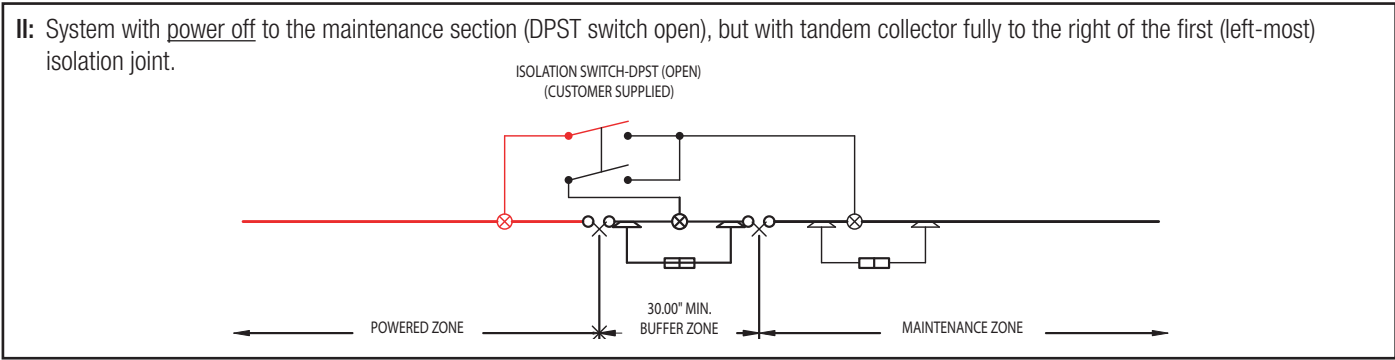 II: System with power off to the maintenance section (DPST switch open), but with tandem collector fully to the right of the first (left-most)
isolation joint.
ISOLATION SWITCH-DPST (OPEN)
(CUSTOMER SUPPLIED)
POWERED ZONE
30.00" MIN.
BUFFER ZONE
MAINTENANCE ZONE